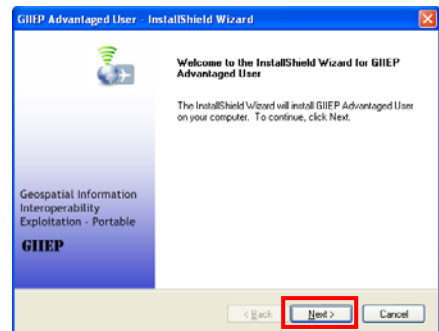 GIIEP Advantaged User - InstallShield Wizard
Welcome to the InstallShield Wizard for GIIEP
Advantaged User
The InstallShield Wizard will install GIIEP Advantaged User
on your computer. To continue, click Next.
Geospatial Information
Interoperability
Exploitation - Portable
GIIEP
< Back
Next >
Cancel